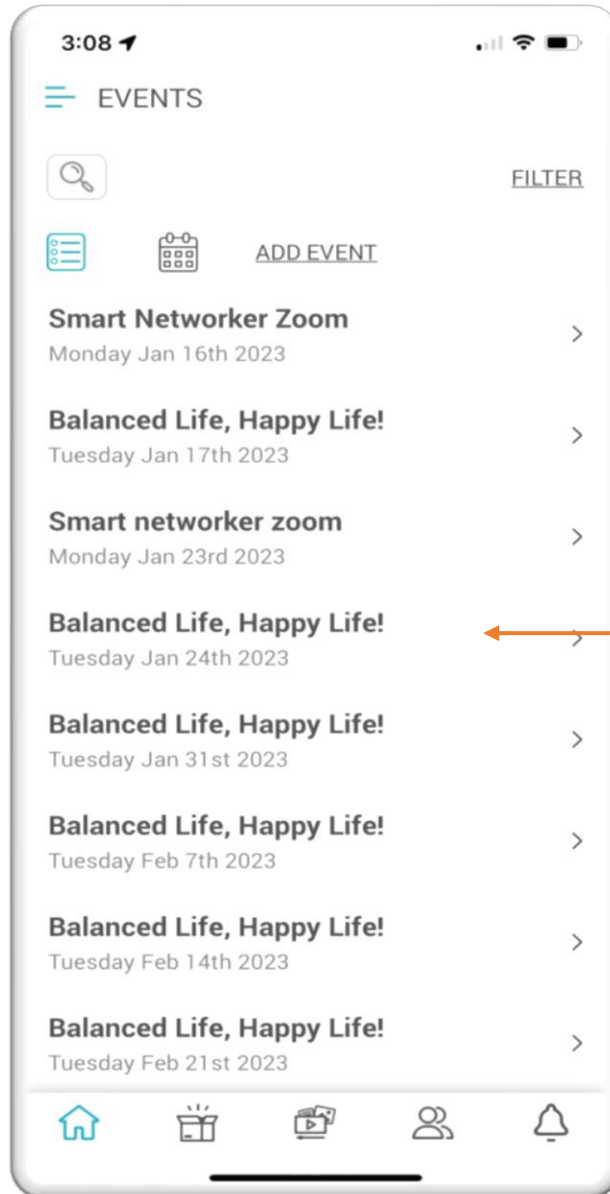 3:08
EVENTS
FILTER
ADD EVENT
Smart Networker Zoom
Monday Jan 16th 2023
Balanced Life, Happy Life!
Tuesday Jan 17th 2023
Smart networker zoom
Monday Jan 23rd 2023
Balanced Life, Happy Life!
Tuesday Jan 24th 2023
Balanced Life, Happy Life!
Tuesday Jan 31st 2023
Balanced Life, Happy Life!
Tuesday Feb 7th 2023
Balanced Life, Happy Life!
Tuesday Feb 14th 2023
Balanced Life, Happy Life!
Tuesday Feb 21st 2023